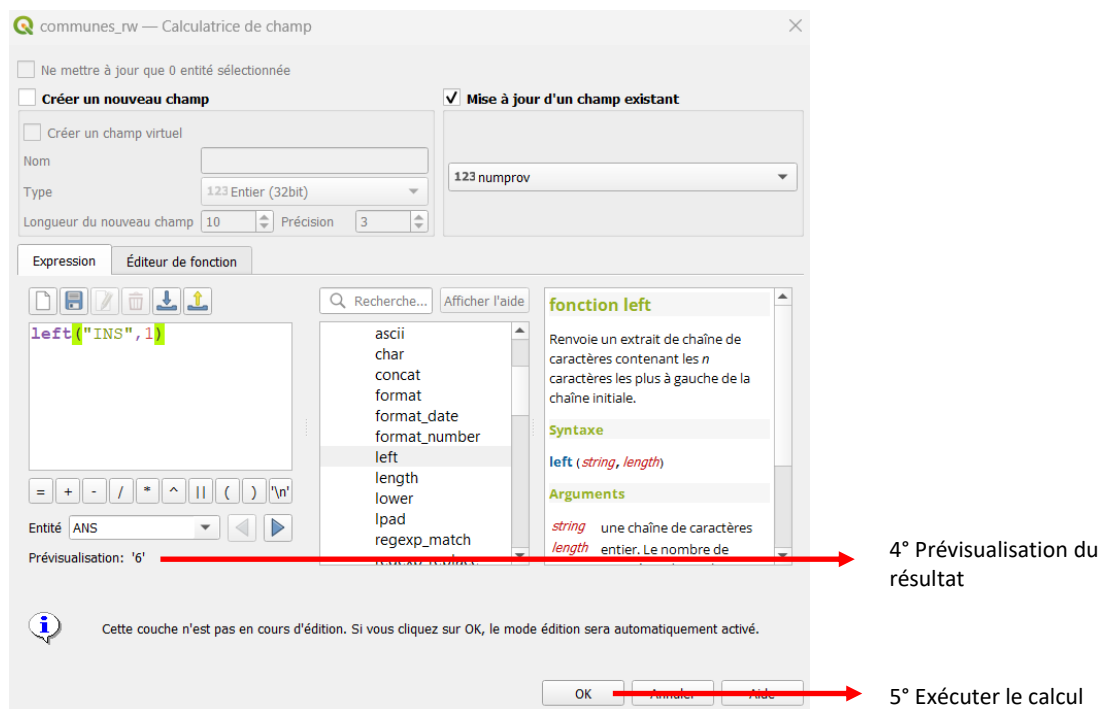 communes_rw — Calculatrice de champ
Ne mettre à jour que 0 entité sélectionnée
Créer un nouveau champ
Mise à jour d'un champ existant
Créer un champ virtuel
Nom
Type
123 Entier (32bit)
Longueur du nouveau champ
10
Précision
3
123 numprov
Expression
Éditeur de fonction
left("INS",1)
= + - / * ^ || ( ) '\n'
Entité
ANS
Prévisualisation: '6'
Recherche...
Afficher l'aide
ascii
char
concat
format
format_date
format_number
left
length
lower
lpad
regexp_match
regexp_replace
fonction left
Renvoie un extrait de chaîne de
caractères contenant les n
caractères les plus à gauche de la
chaîne initiale.
Syntaxe
left (string, length)
Arguments
string une chaîne de caractères
length entier. Le nombre de
4° Prévisualisation du
résultat
Cette couche n'est pas en cours d'édition. Si vous cliquez sur OK, le mode édition sera automatiquement activé.
OK
Annuler
Aide
5° Exécuter le calcul